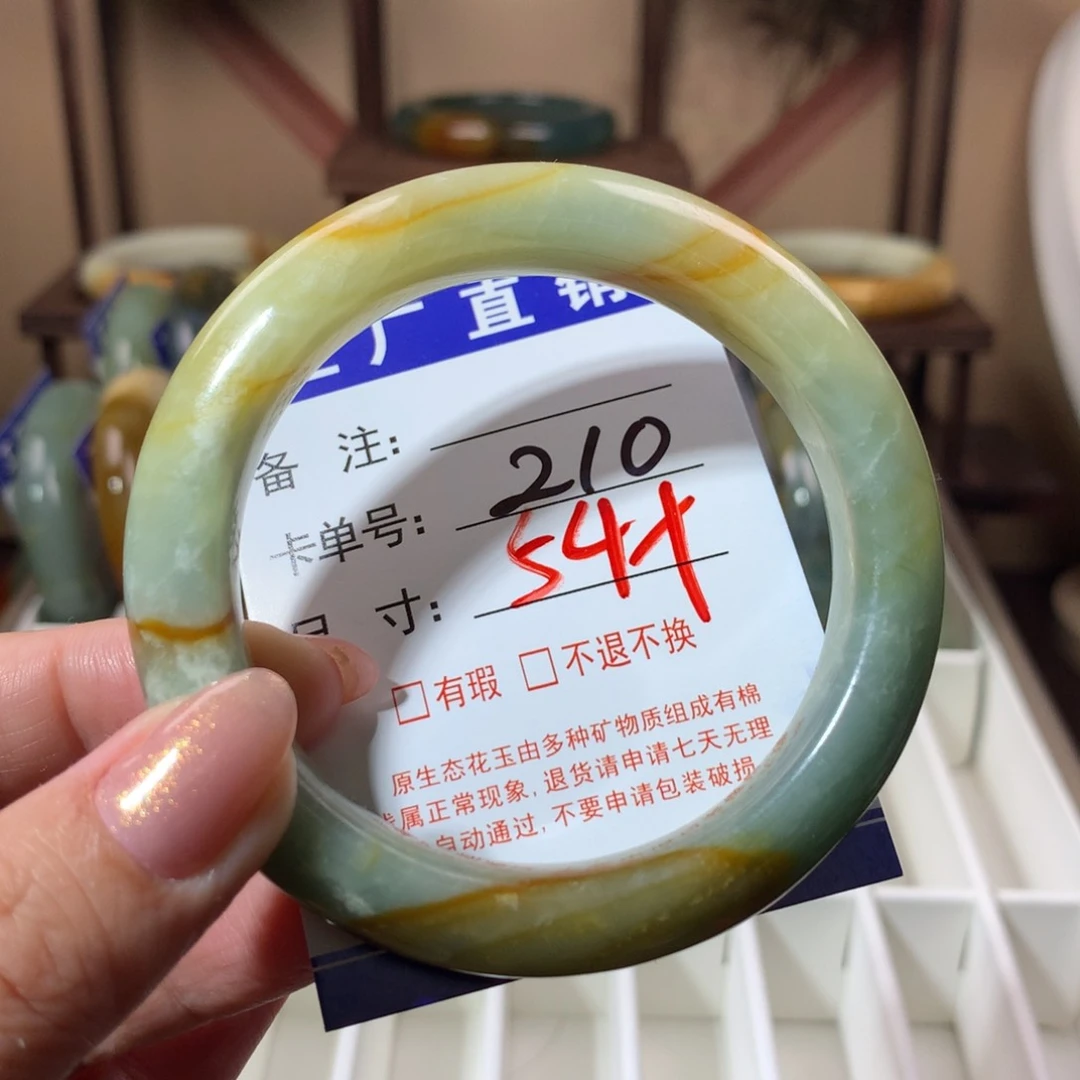 厂直销
备 注:
卡单号: 210
寸: 54+
□有瑕 □不退不换
原生态花玉由多种矿物质组成有棉
属正常现象, 退货请申请七天无理
自动通过, 不要申请包装破损